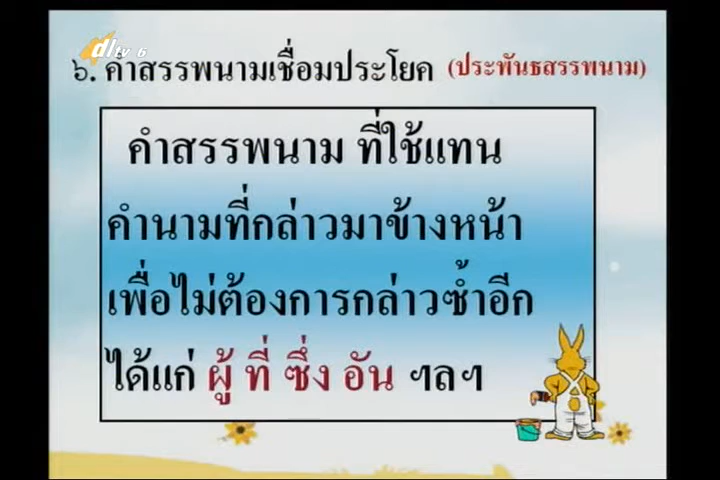 dltv 6
๖. คำสรรพนามเชื่อมประโยค (ประพันธสรรพนาม)
คำสรรพนาม ที่ใช้แทน
คำนามที่กล่าวมาข้างหน้า
เพื่อไม่ต้องการกล่าวซ้ำอีก
ได้แก่ ผู้ ที่ ซึ่ง อัน ฯลฯ